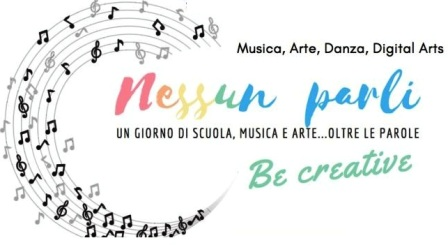 Musica, Arte, Danza, Digital Arts
Nessun parli
UN GIORNO DI SCUOLA, MUSICA E ARTE...OLTRE LE PAROLE
Be creative